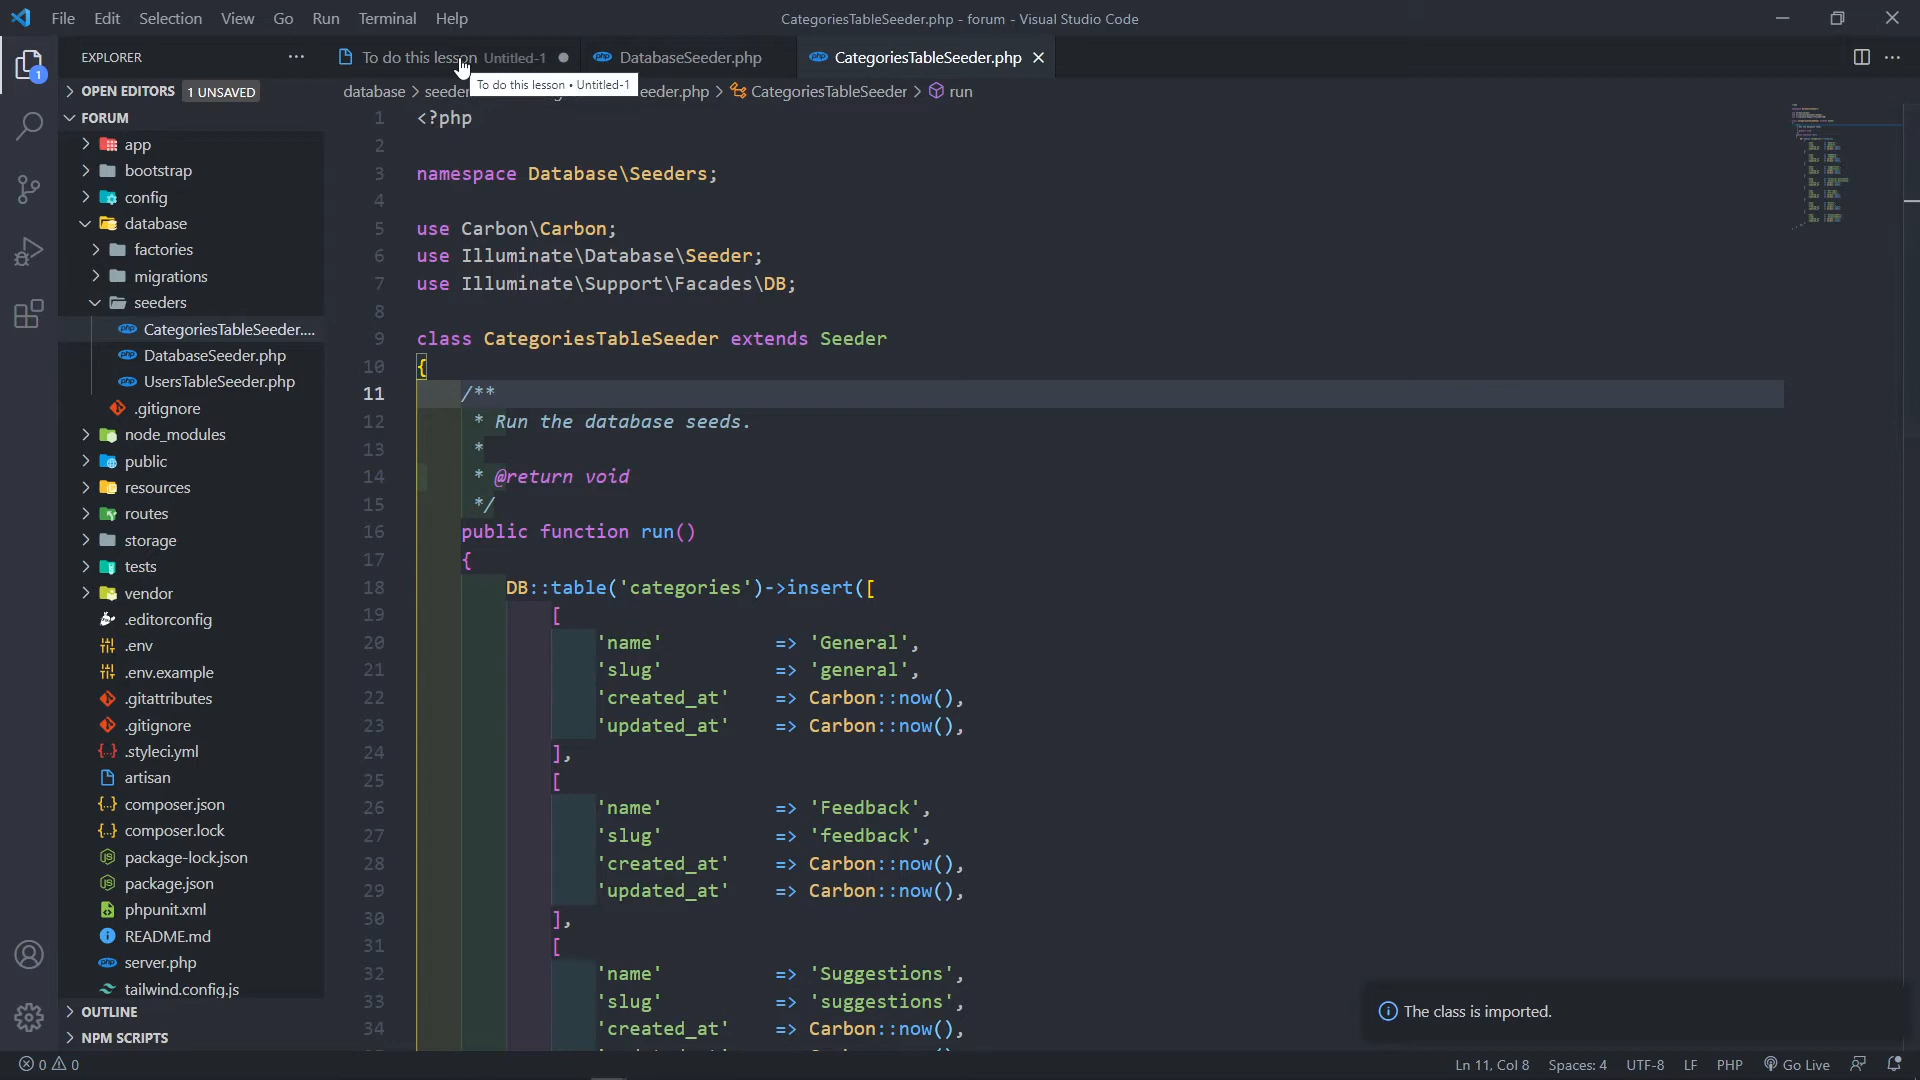 File Edit Selection View Go Run Terminal Help
CategoriesTableSeeder.php - forum - Visual Studio Code
EXPLORER
To do this lesson Untitled-1
DatabaseSeeder.php
CategoriesTableSeeder.php
To do this lesson • Untitled-1
OPEN EDITORS 1 UNSAVED
database > seeder eeder.php > CategoriesTableSeeder > run
1
FORUM
app
bootstrap
config
database
factories
migrations
seeders
CategoriesTableSeeder....
DatabaseSeeder.php
UsersTableSeeder.php
.gitignore
node_modules
public
resources
routes
storage
tests
vendor
.editorconfig
.env
.env.example
.gitattributes
.gitignore
.styleci.yml
artisan
composer.json
composer.lock
package-lock.json
package.json
phpunit.xml
README.md
server.php
tailwind.config.js
OUTLINE
NPM SCRIPTS
1 <?php
2
3 namespace Database\Seeders;
4
5 use Carbon\Carbon;
6 use Illuminate\Database\Seeder;
7 use Illuminate\Support\Facades\DB;
8
9 class CategoriesTableSeeder extends Seeder
10 {
11 /**
12 * Run the database seeds.
13 *
14 * @return void
15 */
16 public function run()
17 {
18 DB::table('categories')->insert([
19 [
20 'name' => 'General',
21 'slug' => 'general',
22 'created_at' => Carbon::now(),
23 'updated_at' => Carbon::now(),
24 ],
25 [
26 'name' => 'Feedback',
27 'slug' => 'feedback',
28 'created_at' => Carbon::now(),
29 'updated_at' => Carbon::now(),
30 ],
31 [
32 'name' => 'Suggestions',
33 'slug' => 'suggestions',
34 'created_at' => Carbon::now(),
The class is imported.
0 0
Ln 11, Col 8 Spaces: 4 UTF-8 LF PHP Go Live